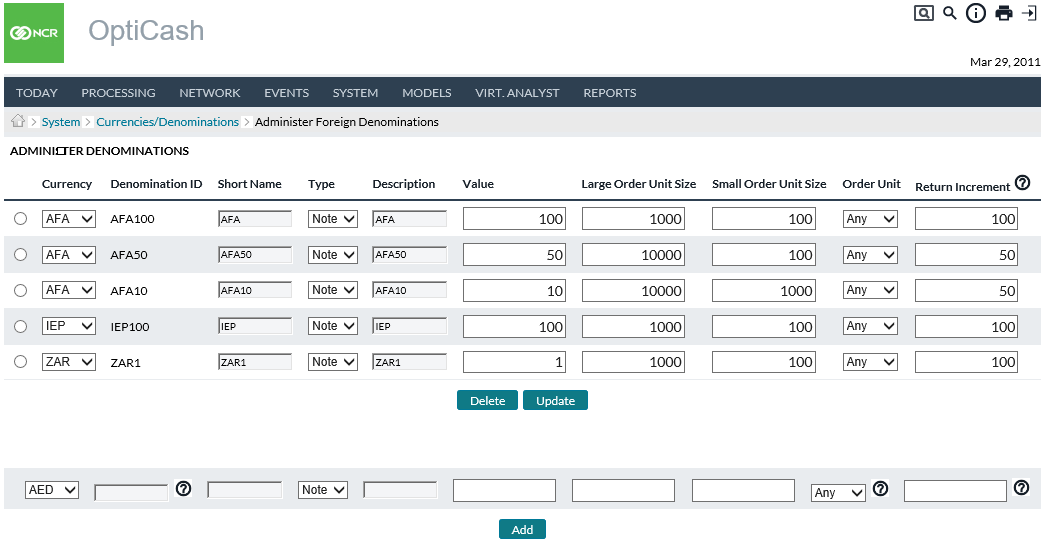 NCR
OptiCash
Mar 29, 2011
TODAY PROCESSING NETWORK EVENTS SYSTEM MODELS VIRT. ANALYST REPORTS
> System > Currencies/Denominations > Administer Foreign Denominations
ADMINISTER DENOMINATIONS
Currency Denomination ID Short Name Type Description Value Large Order Unit Size Small Order Unit Size Order Unit Return Increment ?
AFA AFA100 AFA Note AFA 100 1000 100 Any 100
AFA AFA50 AFA50 Note AFA50 50 10000 100 Any 50
AFA AFA10 AFA10 Note AFA10 10 10000 1000 Any 50
IEP IEP100 IEP Note IEP 100 1000 100 Any 100
ZAR ZAR1 ZAR1 Note ZAR1 1 1000 100 Any 100
Delete Update
AED ? Note Any ? ?
Add